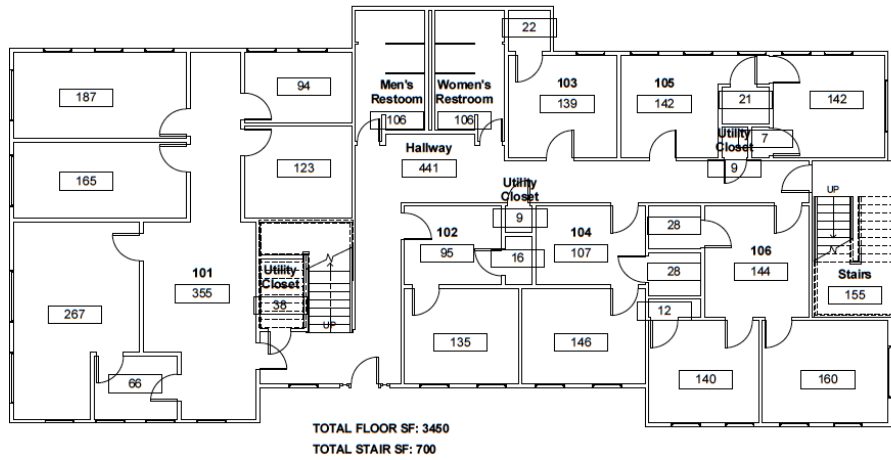 22
187
94
Men's
Restoom
106
Women's
Restroom
106
103
139
105
142
21
142
Utility
Closet
7
9
165
123
Hallway
441
Utility
Closet
9
UP
102
95
16
104
107
28
28
12
106
144
Stairs
155
101
355
Utility
Closet
38
UP
267
66
135
146
140
160
TOTAL FLOOR SF: 3450
TOTAL STAIR SF: 700